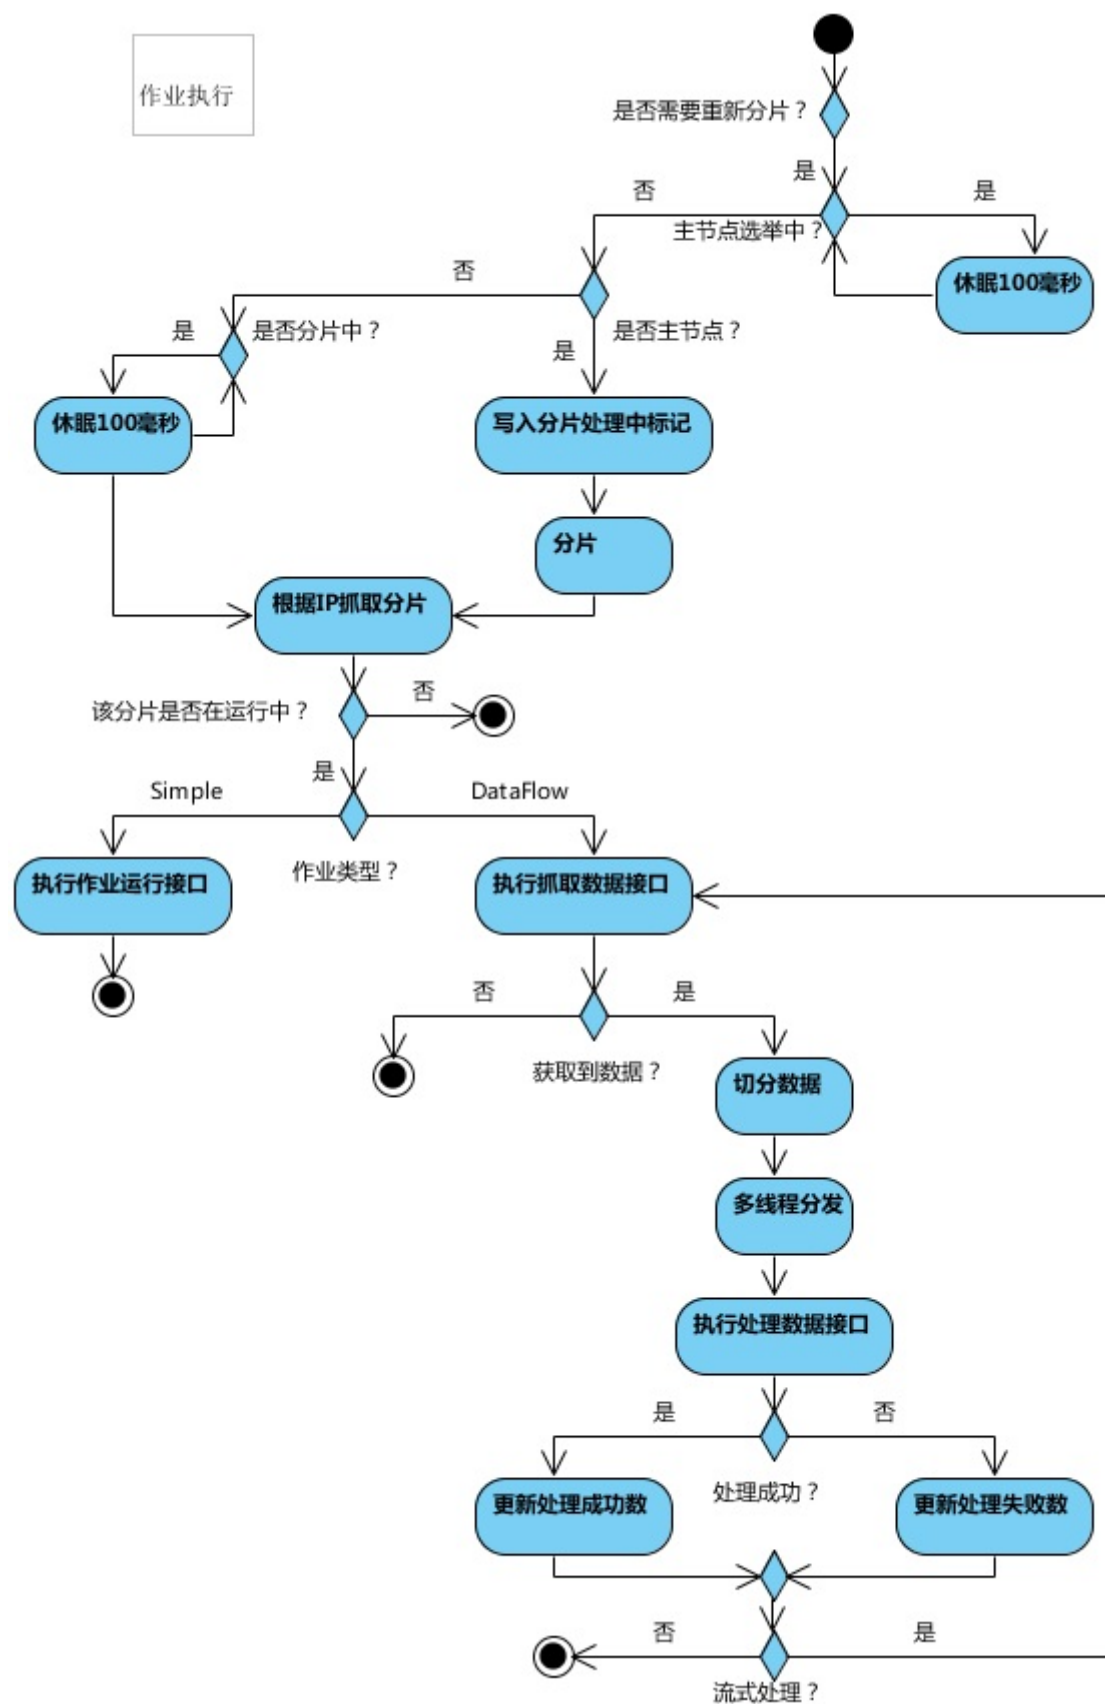 作业执行
是否需要重新分片？
是
否
是
主节点选举中？
休眠100毫秒
否
是
是否分片中？
是否主节点？
是
休眠100毫秒
写入分片处理中标记
分片
根据IP抓取分片
否
该分片是否在运行中？
是
Simple
DataFlow
作业类型？
执行作业运行接口
执行抓取数据接口
否
是
获取到数据？
切分数据
多线程分发
执行处理数据接口
是
否
处理成功？
更新处理成功数
更新处理失败数
否
是
流式处理？